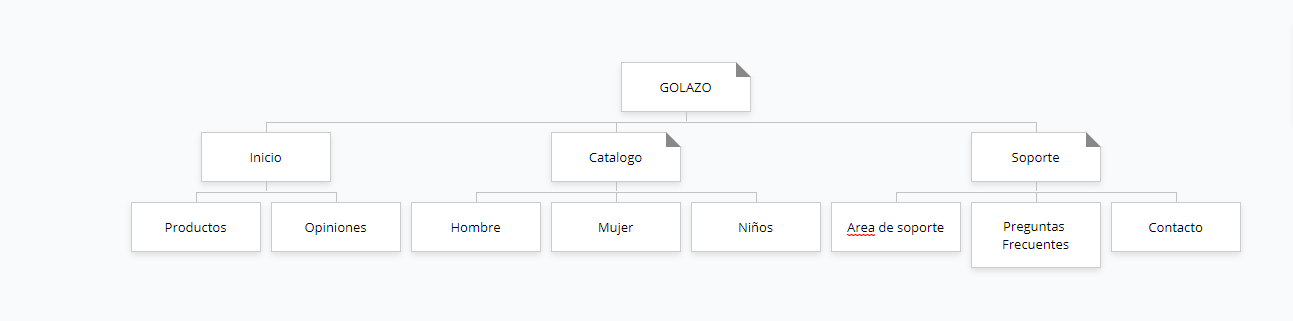 GOLAZO
Inicio
Catalogo
Soporte
Productos
Opiniones
Hombre
Mujer
Niños
Area de soporte
Preguntas
Frecuentes
Contacto